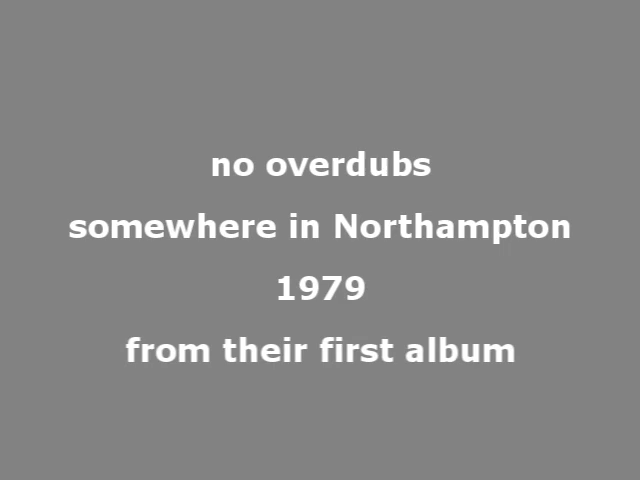 no overdubs
somewhere in Northampton
1979
from their first album